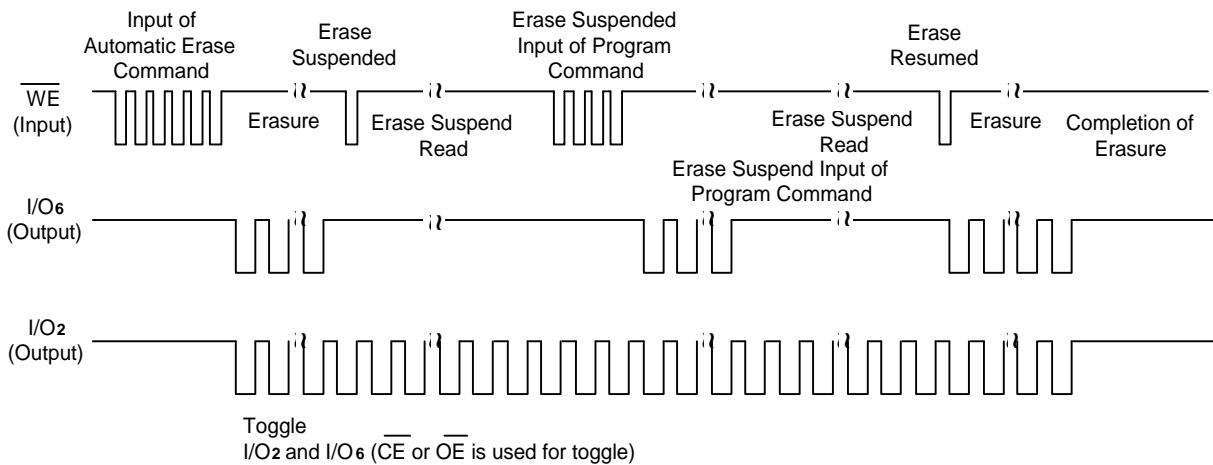 Input of
Automatic Erase
Command
Erase
Suspended
Erase Suspended
Input of Program
Command
Erase
Resumed
WE
(Input)
Erasure
Erase Suspend
Read
Erase Suspend
Read
Erasure
Completion of
Erasure
Erase Suspend Input of
Program Command
I/O6
(Output)
I/O2
(Output)
Toggle
I/O2 and I/O6 (CE or OE is used for toggle)